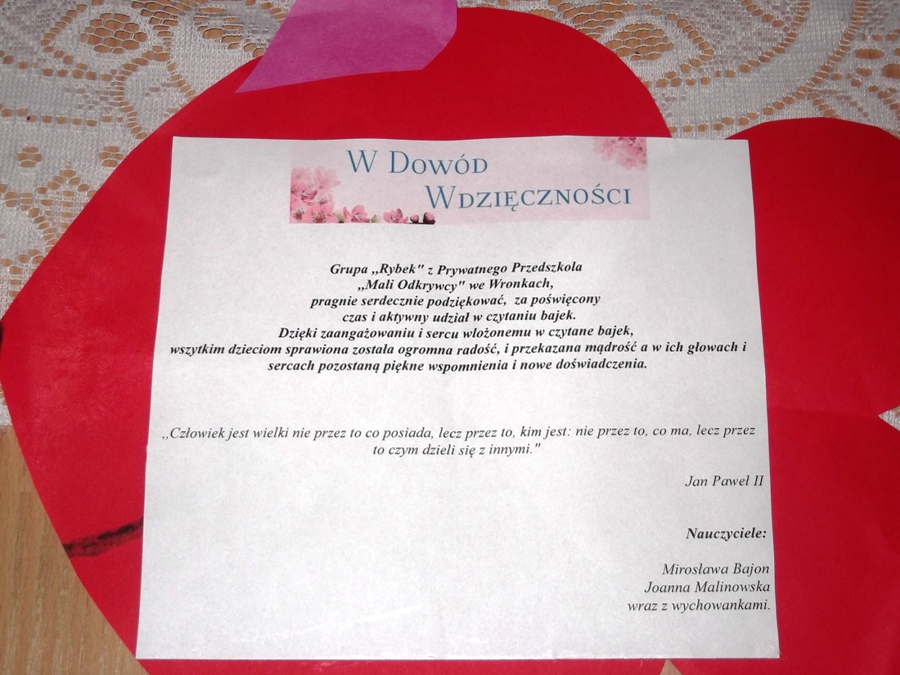 W Dowód
Wdzięczności
Grupa ,,Rybek" z Prywatnego Przedszkola
,,Mali Odkrywcy" we Wronkach,
pragnie serdecznie podziękować, za poświęcony
czas i aktywny udział w czytaniu bajek.
Dzięki zaangażowaniu i sercu włożonemu w czytane bajek,
wszytkim dzieciom sprawiona została ogromna radość, i przekazana mądrość a w ich głowach i
sercach pozostaną piękne wspomnienia i nowe doświadczenia.
,,Człowiek jest wielki nie przez to co posiada, lecz przez to, kim jest: nie przez to, co ma, lecz przez
to czym dzieli się z innymi."
Jan Paweł II
Nauczyciele:
Mirosława Bajon
Joanna Malinowska
wraz z wychowankami.